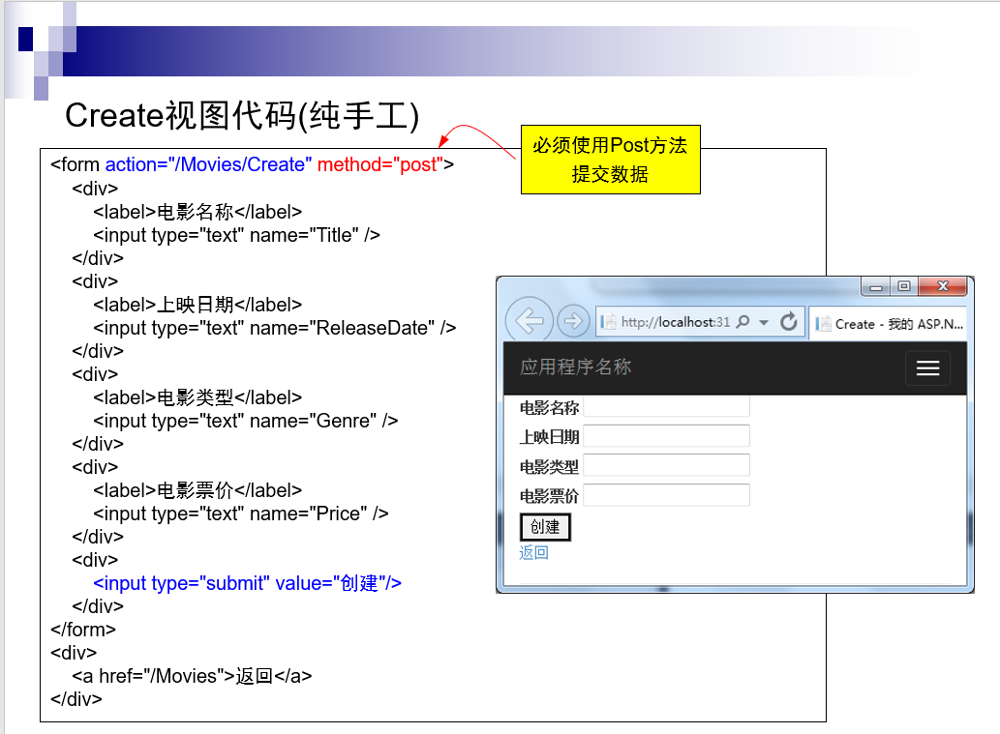 Create视图代码(纯手工)
必须使用Post方法
提交数据
<form action="/Movies/Create" method="post">
<div>
<label>电影名称</label>
<input type="text" name="Title" />
</div>
<div>
<label>上映日期</label>
<input type="text" name="ReleaseDate" />
</div>
<div>
<label>电影类型</label>
<input type="text" name="Genre" />
</div>
<div>
<label>电影票价</label>
<input type="text" name="Price" />
</div>
<div>
<input type="submit" value="创建"/>
</div>
</form>
<div>
<a href="/Movies">返回</a>
</div>
http://localhost:31
Create - 我的 ASP.N...
应用程序名称
电影名称
上映日期
电影类型
电影票价
创建
返回